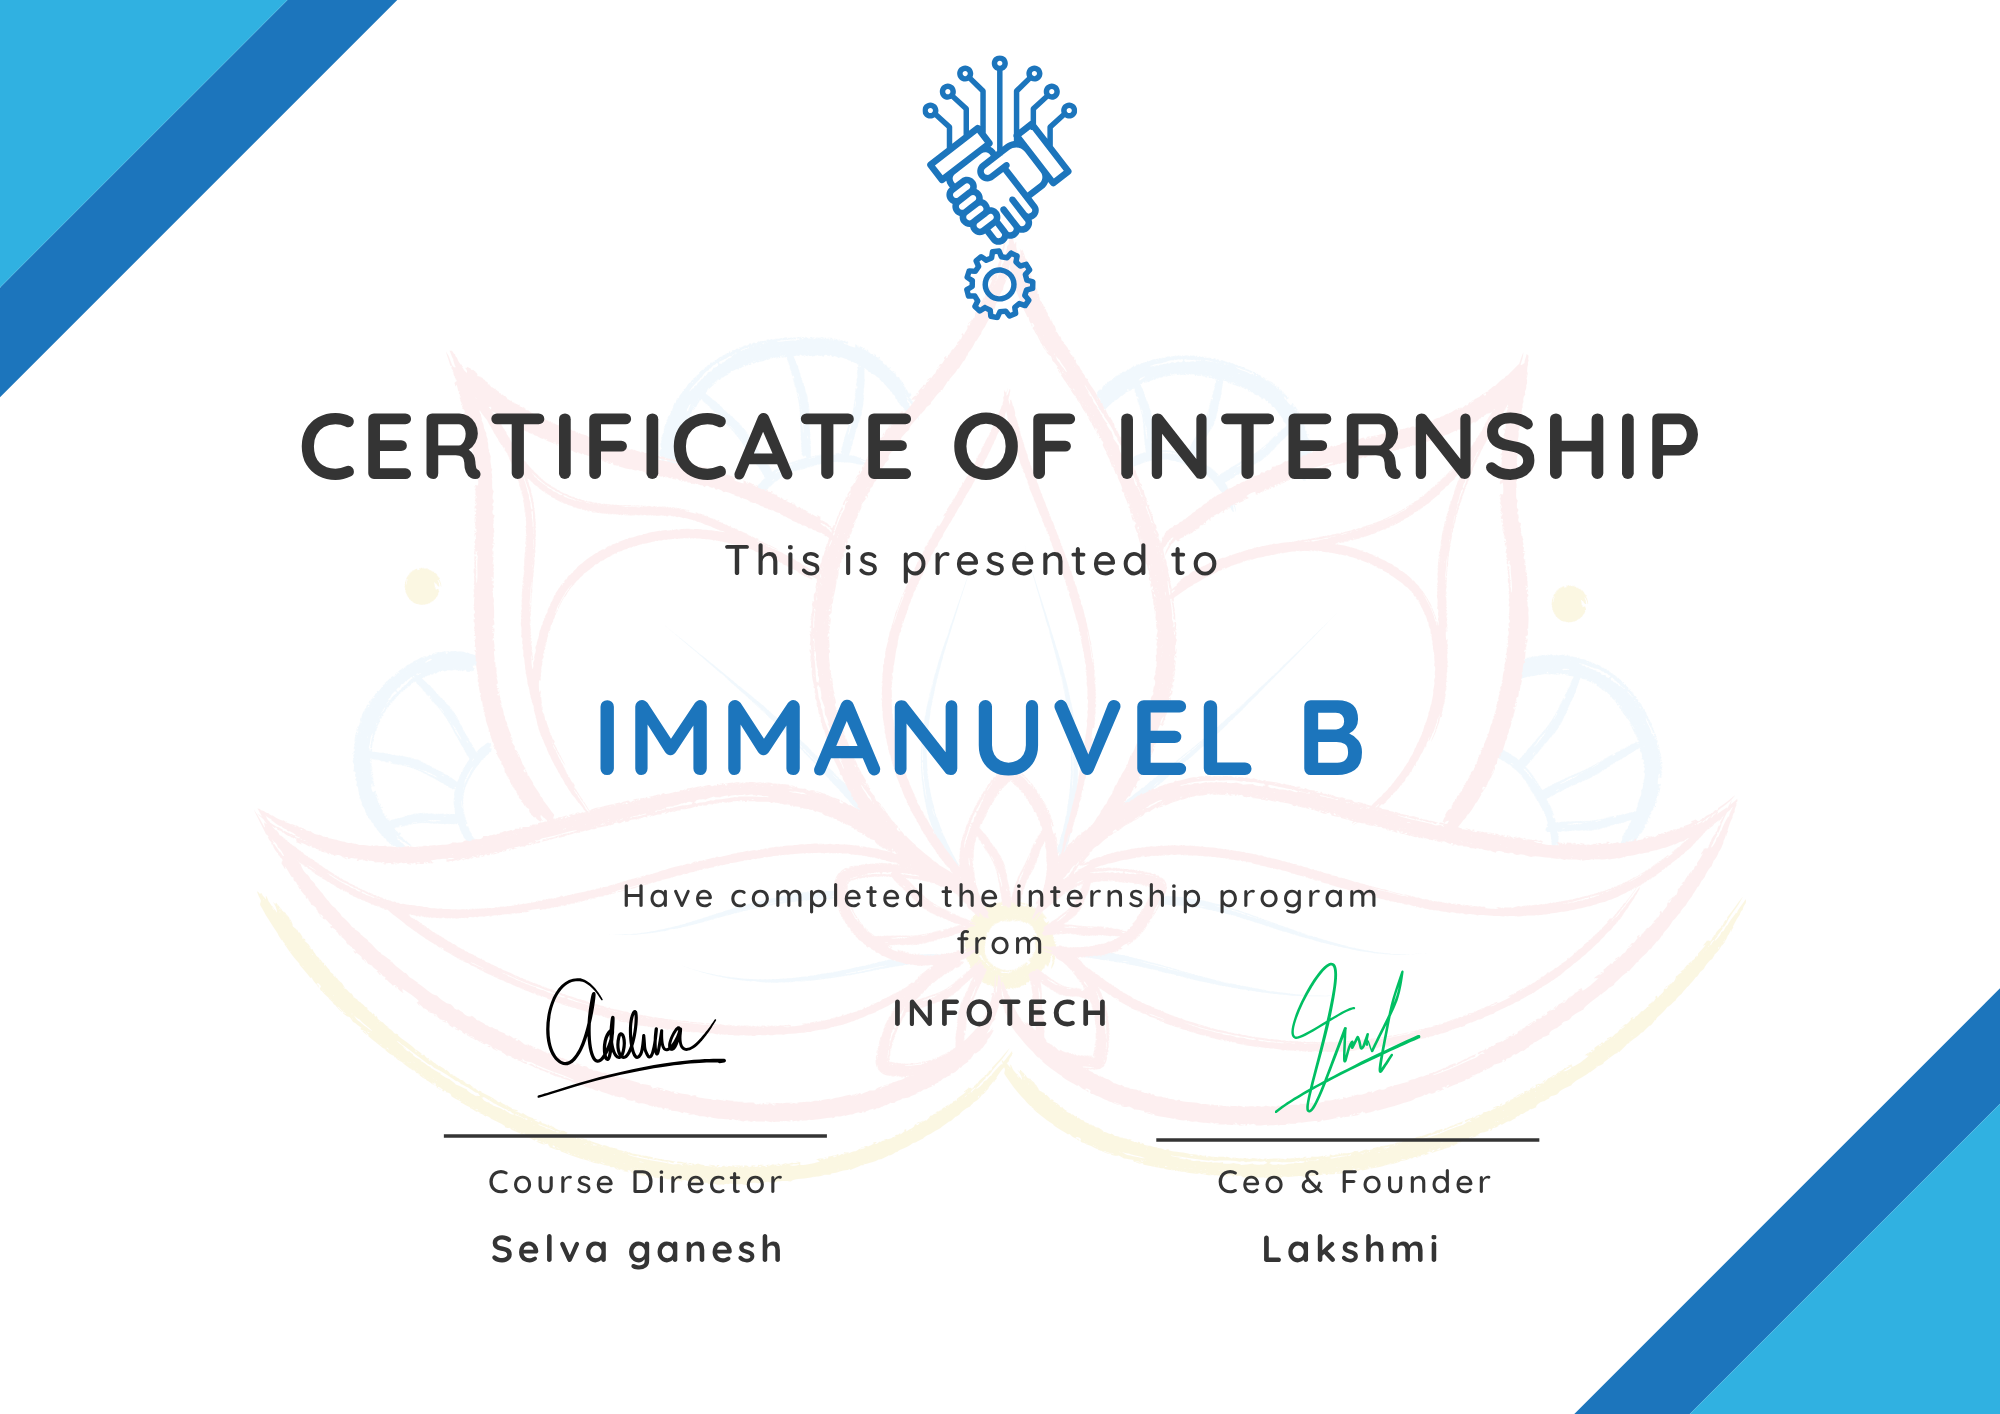 CERTIFICATE OF INTERNSHIP
This is presented to
IMMANUVEL B
Have completed the internship program
from
INFOTECH
Adelina
Course Director
Selva ganesh
Ceo & Founder
Lakshmi